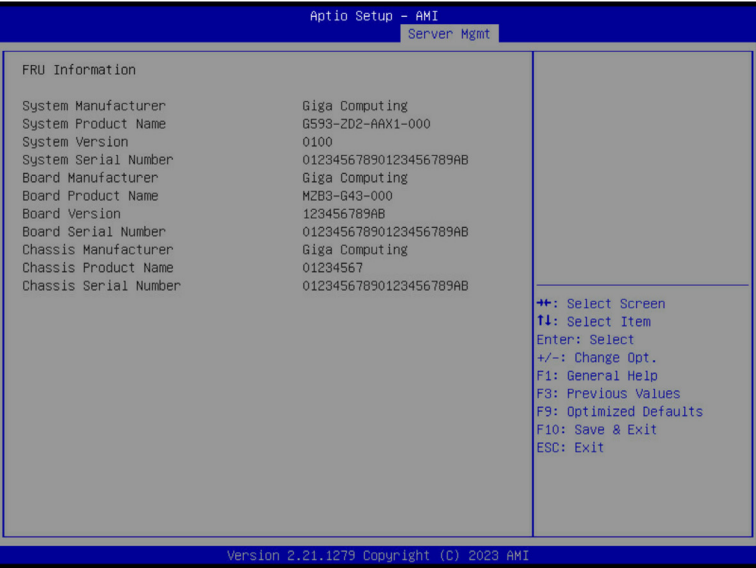 Aptio Setup – AMI
Server Mgmt
FRU Information
System Manufacturer Giga Computing
System Product Name G593-ZD2-AAX1-000
System Version 0100
System Serial Number 01234567890123456789AB
Board Manufacturer Giga Computing
Board Product Name MZB3-G43-000
Board Version 123456789AB
Board Serial Number 01234567890123456789AB
Chassis Manufacturer Giga Computing
Chassis Product Name 01234567
Chassis Serial Number 01234567890123456789AB
→←: Select Screen
↑↓: Select Item
Enter: Select
+/-: Change Opt.
F1: General Help
F3: Previous Values
F9: Optimized Defaults
F10: Save & Exit
ESC: Exit
Version 2.21.1279 Copyright (C) 2023 AMI